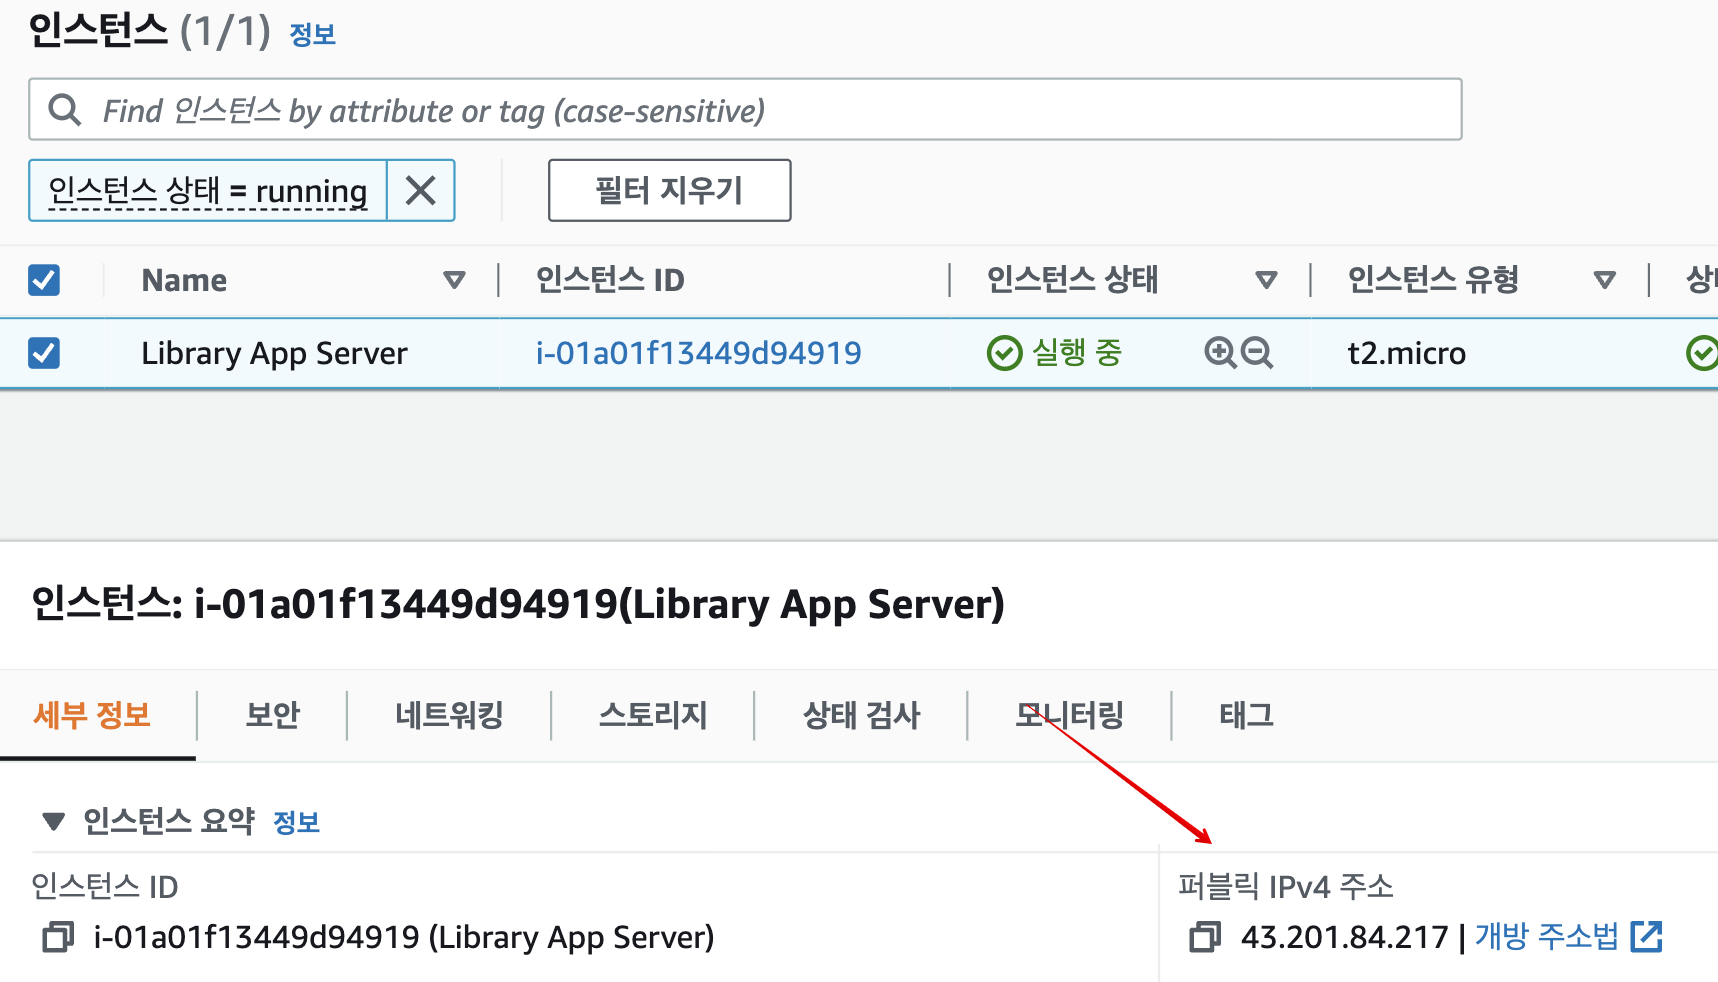 인스턴스 (1/1) 정보
Find 인스턴스 by attribute or tag (case-sensitive)
인스턴스 상태 = running 필터 지우기
Name 인스턴스 ID 인스턴스 상태 인스턴스 유형
Library App Server i-01a01f13449d94919 실행 중 t2.micro
인스턴스: i-01a01f13449d94919(Library App Server)
세부 정보 보안 네트워킹 스토리지 상태 검사 모니터링 태그
인스턴스 요약 정보
인스턴스 ID 퍼블릭 IPv4 주소
i-01a01f13449d94919 (Library App Server) 43.201.84.217 | 개방 주소법